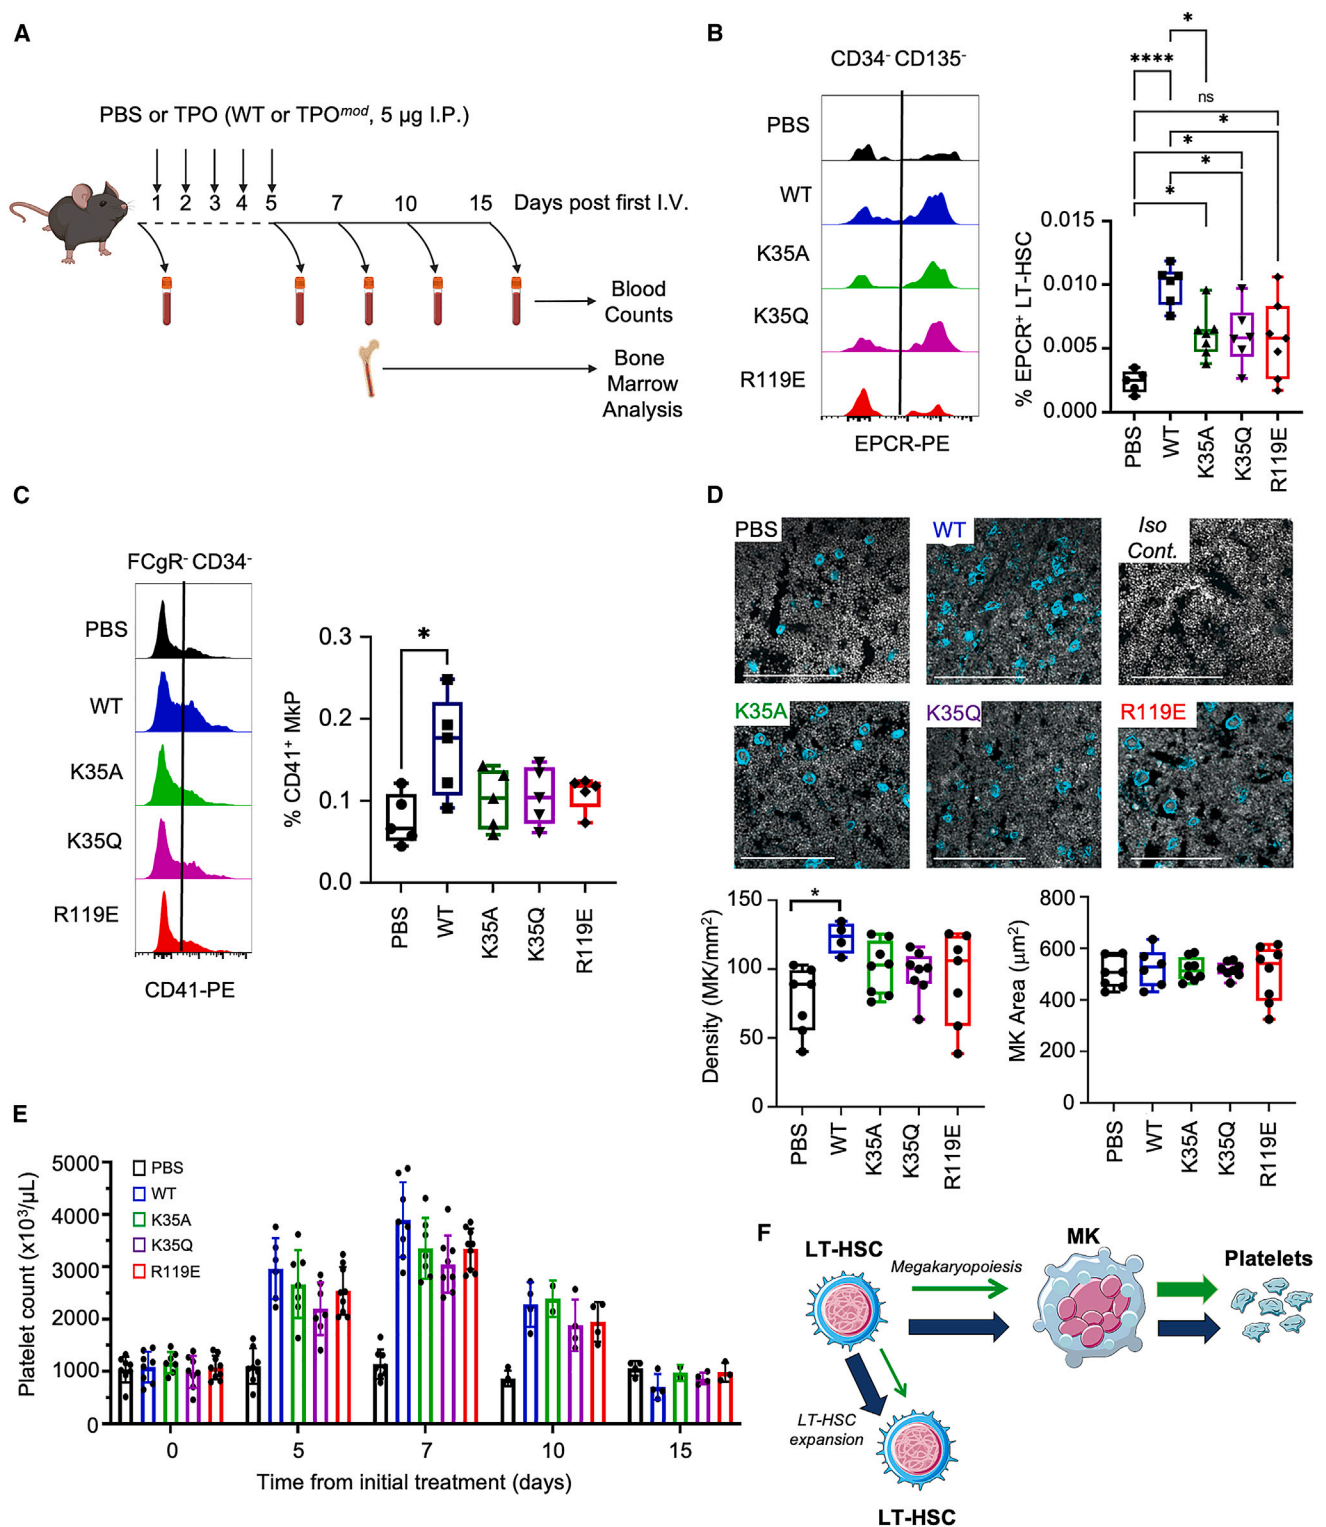 A
PBS or TPO (WT or TPOmod, 5 µg I.P.)
1 2 3 4 5 7 10 15 Days post first I.V.
Blood
Counts
Bone
Marrow
Analysis
B
CD34- CD135-
PBS
WT
K35A
K35Q
R119E
EPCR-PE
*
****
ns
*
*
*
*
% EPCR+ LT-HSC
0.015
0.010
0.005
0.000
PBS
WT
K35A
K35Q
R119E
C
FCgR- CD34-
PBS
WT
K35A
K35Q
R119E
CD41-PE
*
% CD41+ MkP
0.3
0.2
0.1
0.0
PBS
WT
K35A
K35Q
R119E
D
PBS
WT
Iso
Cont.
K35A
K35Q
R119E
*
Density (MK/mm2)
150
100
50
0
PBS
WT
K35A
K35Q
R119E
MK Area (µm2)
800
600
400
200
0
PBS
WT
K35A
K35Q
R119E
E
Platelet count (x103/µL)
5000
4000
3000
2000
1000
0
PBS
WT
K35A
K35Q
R119E
0 5 7 10 15
Time from initial treatment (days)
F
LT-HSC
Megakaryopoiesis
MK
Platelets
LT-HSC
expansion
LT-HSC